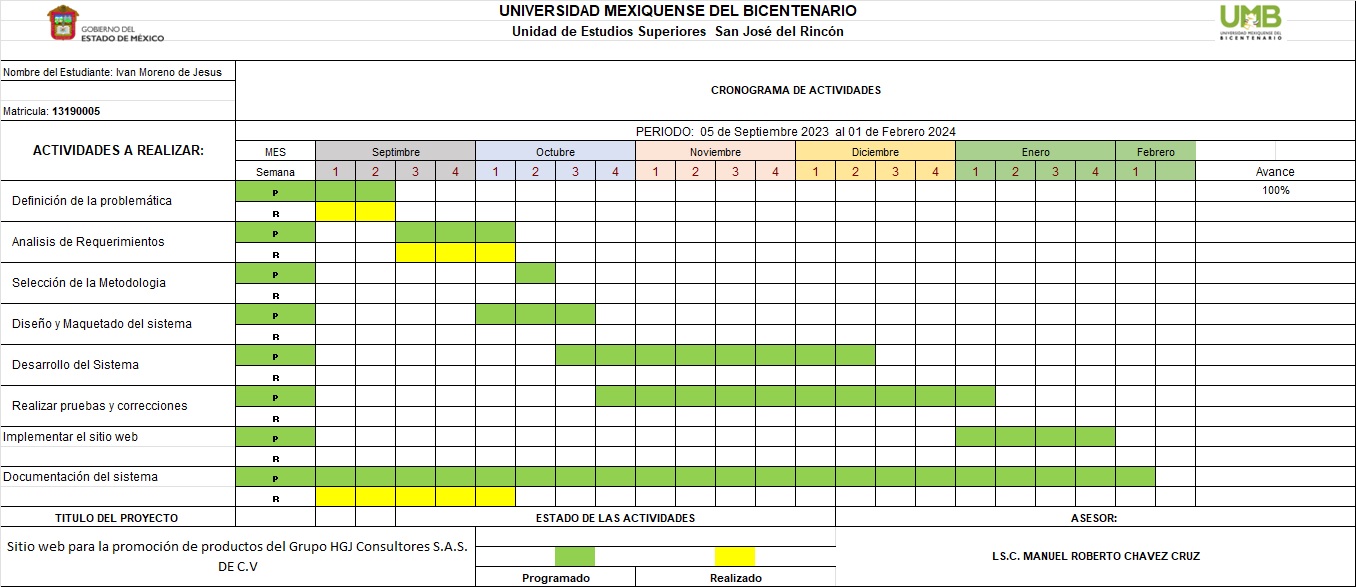 UNIVERSIDAD MEXIQUENSE DEL BICENTENARIO
Unidad de Estudios Superiores San José del Rincón
GOBIERNO DEL
ESTADO DE MÉXICO
UMB
UNIVERSIDAD MEXIQUENSE DEL
BICENTENARIO
Nombre del Estudiante: Ivan Moreno de Jesus
CRONOGRAMA DE ACTIVIDADES
Matricula: 13190005
PERIODO: 05 de Septiembre 2023 al 01 de Febrero 2024
ACTIVIDADES A REALIZAR:
MES Septimbre Octubre Noviembre Diciembre Enero Febrero
Semana 1 2 3 4 1 2 3 4 1 2 3 4 1 2 3 4 1 2 3 4 1 Avance
Definición de la problemática
P 100%
R
Analisis de Requerimientos
P
R
Selección de la Metodologia
P
R
Diseño y Maquetado del sistema
P
R
Desarrollo del Sistema
P
R
Realizar pruebas y correcciones
P
R
Implementar el sitio web P
R
Documentación del sistema P
R
TITULO DEL PROYECTO ESTADO DE LAS ACTIVIDADES ASESOR:
Sitio web para la promoción de productos del Grupo HGJ Consultores S.A.S.
DE C.V
Programado Realizado
I.S.C. MANUEL ROBERTO CHAVEZ CRUZ